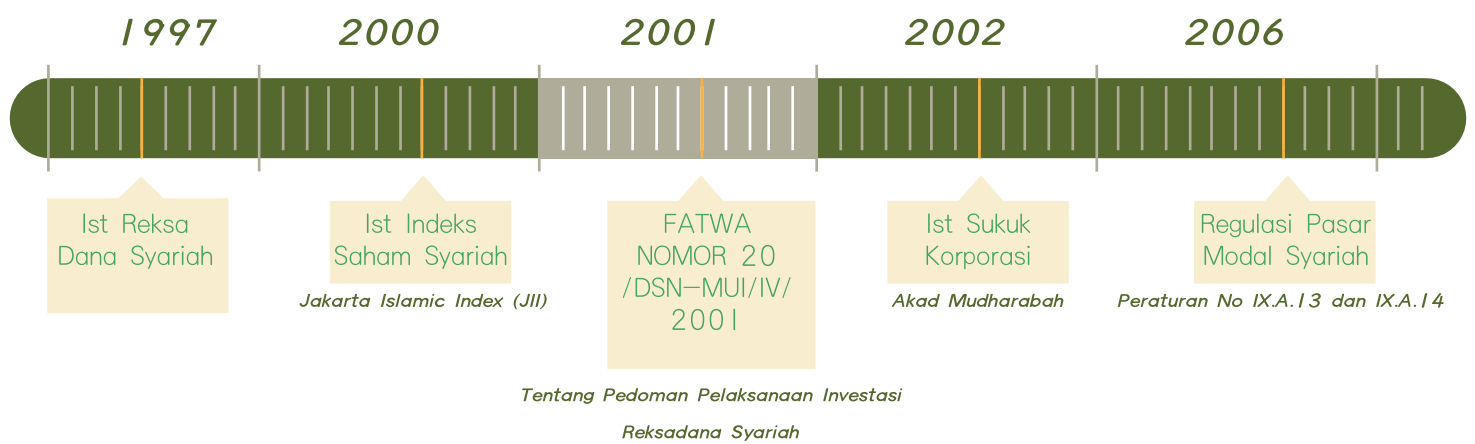 1997 2000 2001 2002 2006
Ist Reksa
Dana Syariah
Ist Indeks
Saham Syariah
Jakarta Islamic Index (JII)
FATWA
NOMOR 20
/DSN-MUI/IV/
2001
Tentang Pedoman Pelaksanaan Investasi
Reksadana Syariah
Ist Sukuk
Korporasi
Akad Mudharabah
Regulasi Pasar
Modal Syariah
Peraturan No IX.A.13 dan IX.A.14